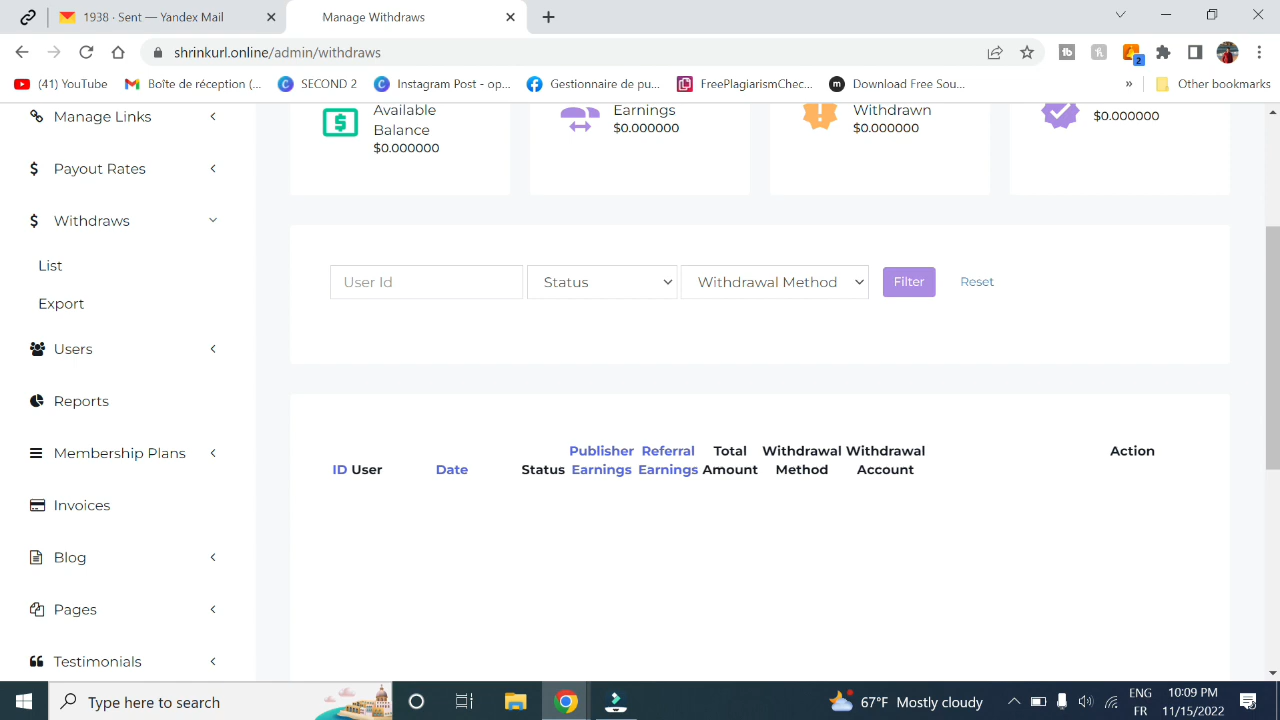 1938 · Sent — Yandex Mail
Manage Withdraws
shrinkurl.online/admin/withdraws
2
(41) YouTube
Boîte de réception (...
SECOND 2
Instagram Post - op...
Gestionnaire de pu...
FreePlagiarismChec...
Download Free Sou...
»
Other bookmarks
Manage Links
Payout Rates
Withdraws
List
Export
Users
Reports
Membership Plans
Invoices
Blog
Pages
Testimonials
Available
Balance
$0.000000
Earnings
$0.000000
Withdrawn
$0.000000
$0.000000
User Id
Status
Withdrawal Method
Filter
Reset
ID
User
Date
Status
Publisher
Earnings
Referral
Earnings
Total
Amount
Withdrawal
Method
Withdrawal
Account
Action
Type here to search
67°F Mostly cloudy
ENG
FR
10:09 PM
11/15/2022